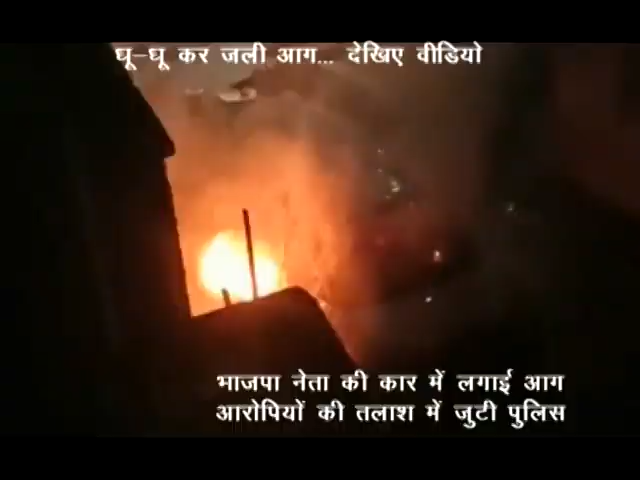 घू-घू कर जली आग... देखिए वीडियो
भाजपा नेता की कार में लगाई आग
आरोपियों की तलाश में जुटी पुलिस